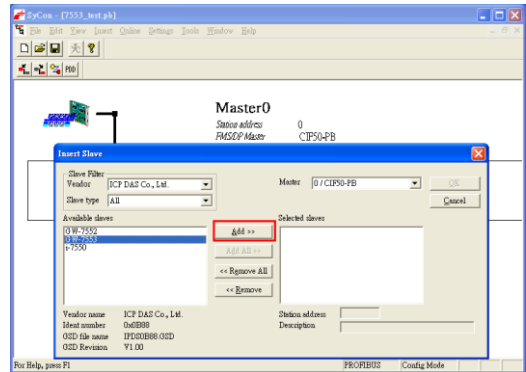 SyCon - [7553_test.pb]
File Edit View Insert Online Settings Tools Window Help
FDD
Master0
Station address 0
FMS/DP Master CIF50-PB
Insert Slave
Slave Filter
Vendor ICP DAS Co., Ltd.
Slave type All
Master 0 / CIF50-PB
OK
Cancel
Available slaves
GW-7552
GW-7553
i-7550
Add >>
Add All >>
<< Remove All
<< Remove
Selected slaves
Vendor name ICP DAS Co., Ltd.
Ident number 0x0B88
GSD file name IPDS0B88.GSD
GSD Revision V1.00
Station address
Description
For Help, press F1
PROFIBUS Config Mode